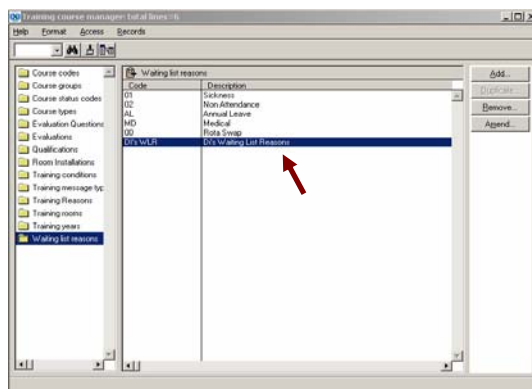 Training course manager: total lines =6
Help Format Access Records
Course codes
Course groups
Course status codes
Course types
Evaluation Questions
Evaluations
Qualifications
Room Installations
Training conditions
Training message typ
Training Reasons
Training rooms
Training years
Waiting list reasons
Waiting list reasons
Code Description
01 Sickness
02 Non Attendance
AL Annual Leave
MD Medical
00 Rota Swap
DI's WLR Di's Waiting List Reasons
Add...
Duplicate...
Remove...
Amend...